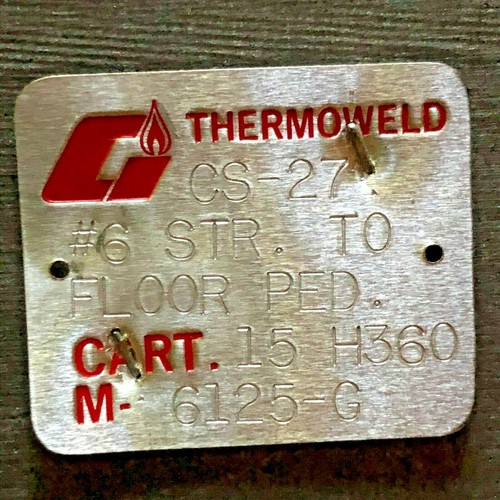 THERMOWELD
CS-27
#6 STR. TO
FLOOR PED.
CART. 15 H360
M- 6125-G